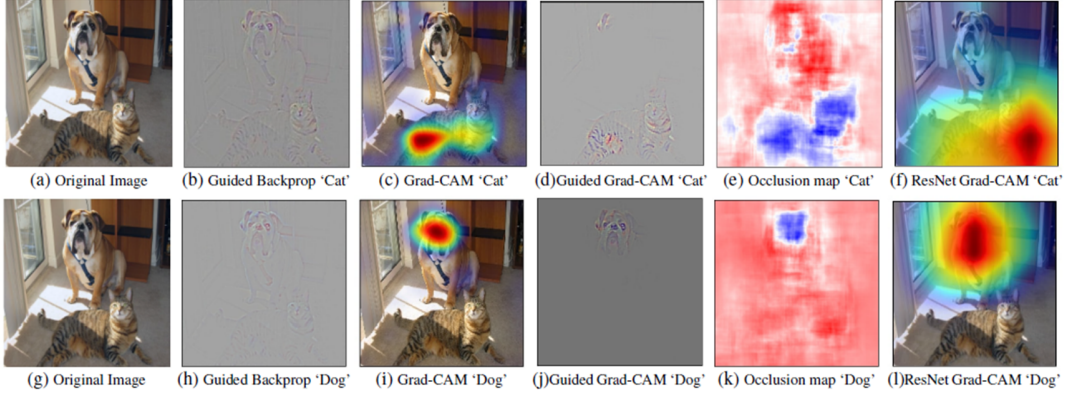 (a) Original Image
(b) Guided Backprop ‘Cat’
(c) Grad-CAM ‘Cat’
(d)Guided Grad-CAM ‘Cat’
(e) Occlusion map ‘Cat’
(f) ResNet Grad-CAM ‘Cat’
(g) Original Image
(h) Guided Backprop ‘Dog’
(i) Grad-CAM ‘Dog’
(j)Guided Grad-CAM ‘Dog’
(k) Occlusion map ‘Dog’
(l)ResNet Grad-CAM ‘Dog’